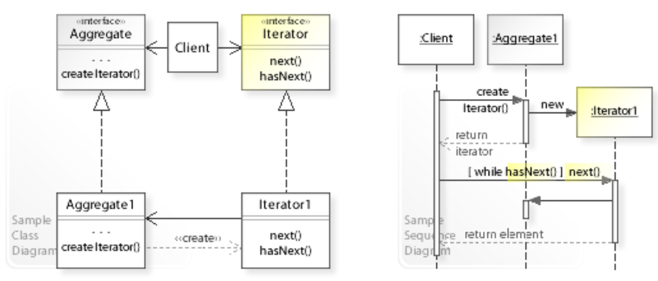 «interface»
Aggregate
. . .
createIterator()
Client
«interface»
Iterator
next()
hasNext()
Aggregate1
. . .
createIterator()
«create»
Iterator1
next()
hasNext()
Sample
Class
Diagram
:Client
:Aggregate1
create
Iterator()
new
:Iterator1
return
iterator
[ while hasNext() ] next()
return element
Sample
Sequence
Diagram